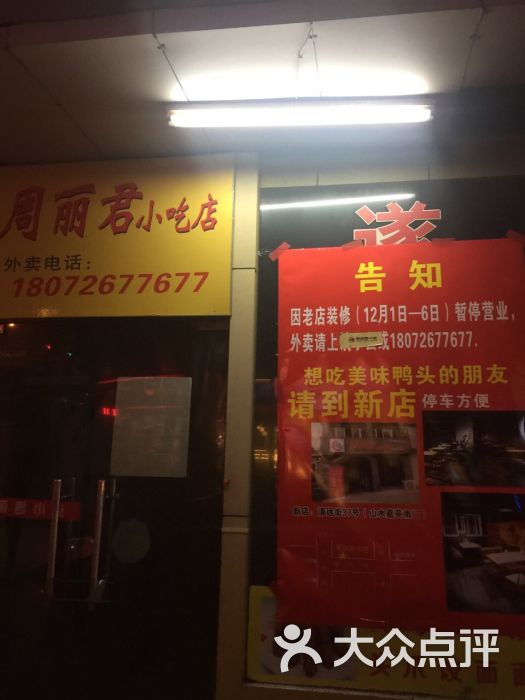 周丽君小吃店
外卖电话：
18072677677
遂
告知
因老店装修（12月1日—6日）暂停营业，
外卖请上 或18072677677.
想吃美味鸭头的朋友
请到新店 停车方便
大众点评